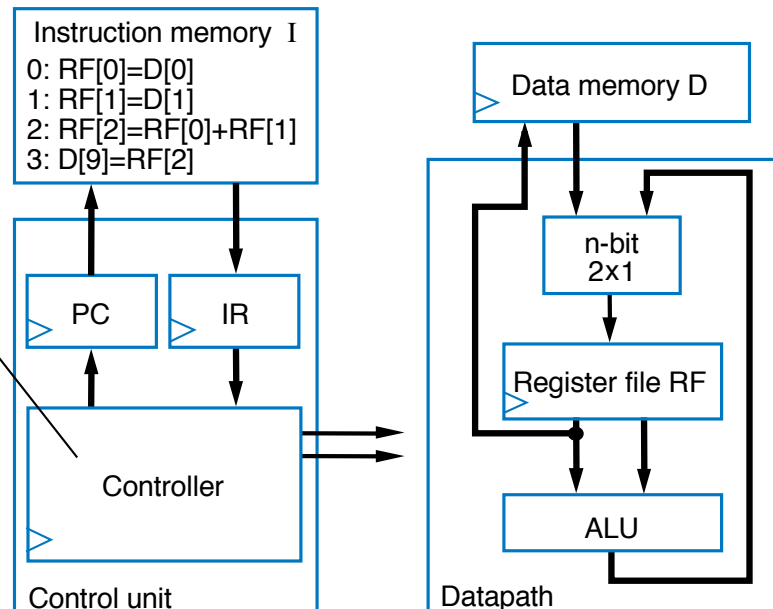 Instruction memory I
0: RF[0]=D[0]
1: RF[1]=D[1]
2: RF[2]=RF[0]+RF[1]
3: D[9]=RF[2]
PC
IR
Controller
Control unit
Data memory D
n-bit
2x1
Register file RF
ALU
Datapath